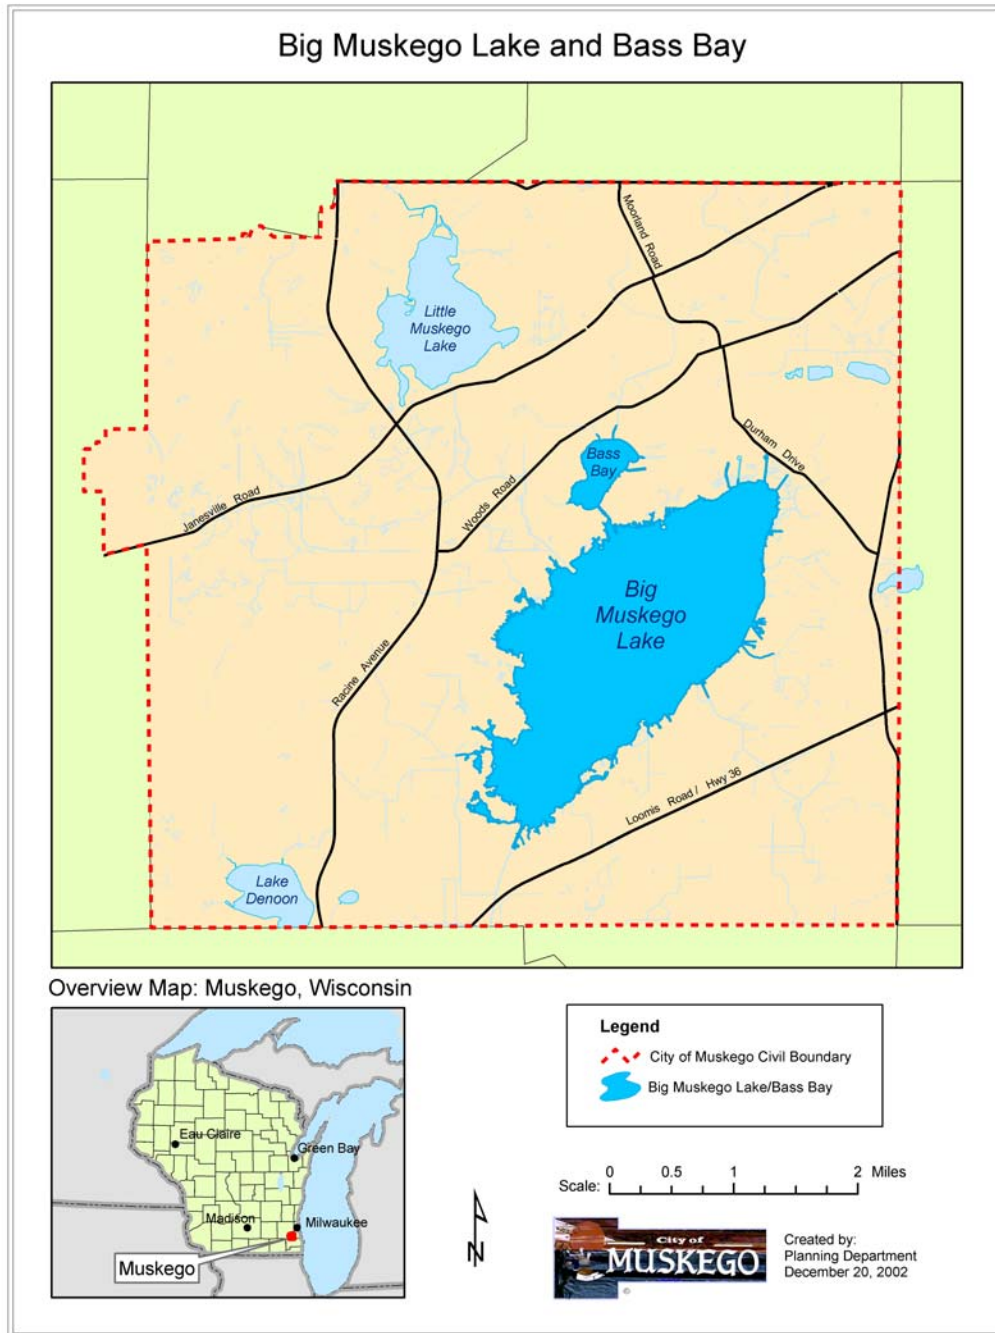 Big Muskego Lake and Bass Bay
Moorland Road
Little
Muskego
Lake
Bass
Bay
Durham Drive
Janesville Road
Woods Road
Big
Muskego
Lake
Racine Avenue
Loomis Road / Hwy 36
Lake
Denoon
Overview Map: Muskego, Wisconsin
Eau Claire
Green Bay
Madison
Milwaukee
Muskego
Legend
City of Muskego Civil Boundary
Big Muskego Lake/Bass Bay
0 0.5 1 2 Miles
Scale:
N
City of
MUSKEGO
Created by:
Planning Department
December 20, 2002